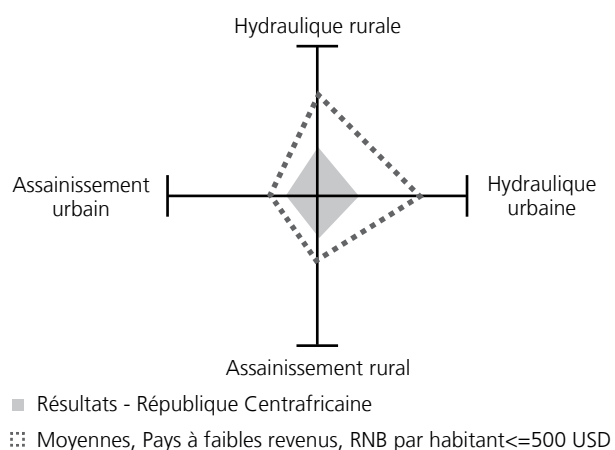 Hydraulique rurale
Assainissement
urbain
Hydraulique
urbaine
Assainissement rural
Résultats - République Centrafricaine
Moyennes, Pays à faibles revenus, RNB par habitant<=500 USD